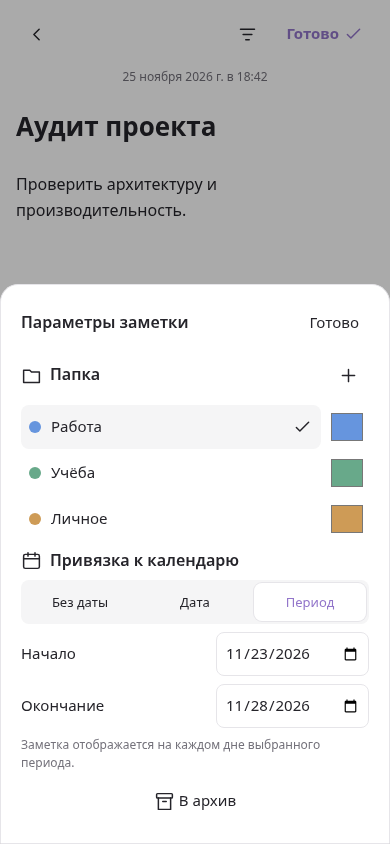 Готово
25 ноября 2026 г. в 18:42
Аудит проекта
Проверить архитектуру и
производительность.
Параметры заметки
Готово
Папка
Работа
Учёба
Личное
Привязка к календарю
Без даты
Дата
Период
Начало
11/23/2026
Окончание
11/28/2026
Заметка отображается на каждом дне выбранного
периода.
В архив